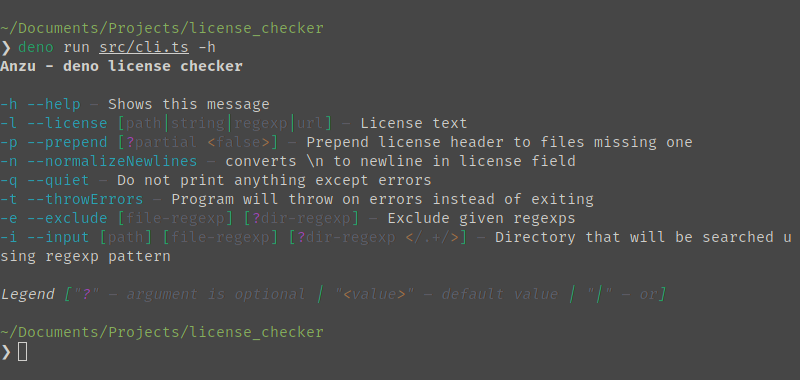 ~/Documents/Projects/license_checker
❯ deno run src/cli.ts -h
Anzu - deno license checker
-h --help — Shows this message
-l --license [path|string|regexp|url] — License text
-p --prepend [?partial <false>] — Prepend license header to files missing one
-n --normalizeNewlines — converts \n to newline in license field
-q --quiet — Do not print anything except errors
-t --throwErrors — Program will throw on errors instead of exiting
-e --exclude [file-regexp] [?dir-regexp] — Exclude given regexps
-i --input [path] [file-regexp] [?dir-regexp </.+/>] — Directory that will be searched u
sing regexp pattern
Legend ["?" — argument is optional | "<value>" — default value | "|" — or]
~/Documents/Projects/license_checker
❯